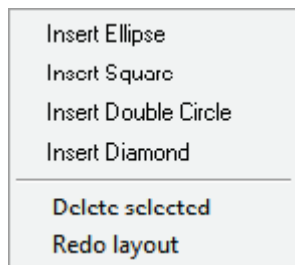 Insert Ellipse
Insert Square
Insert Double Circle
Insert Diamond
Delete selected
Redo layout